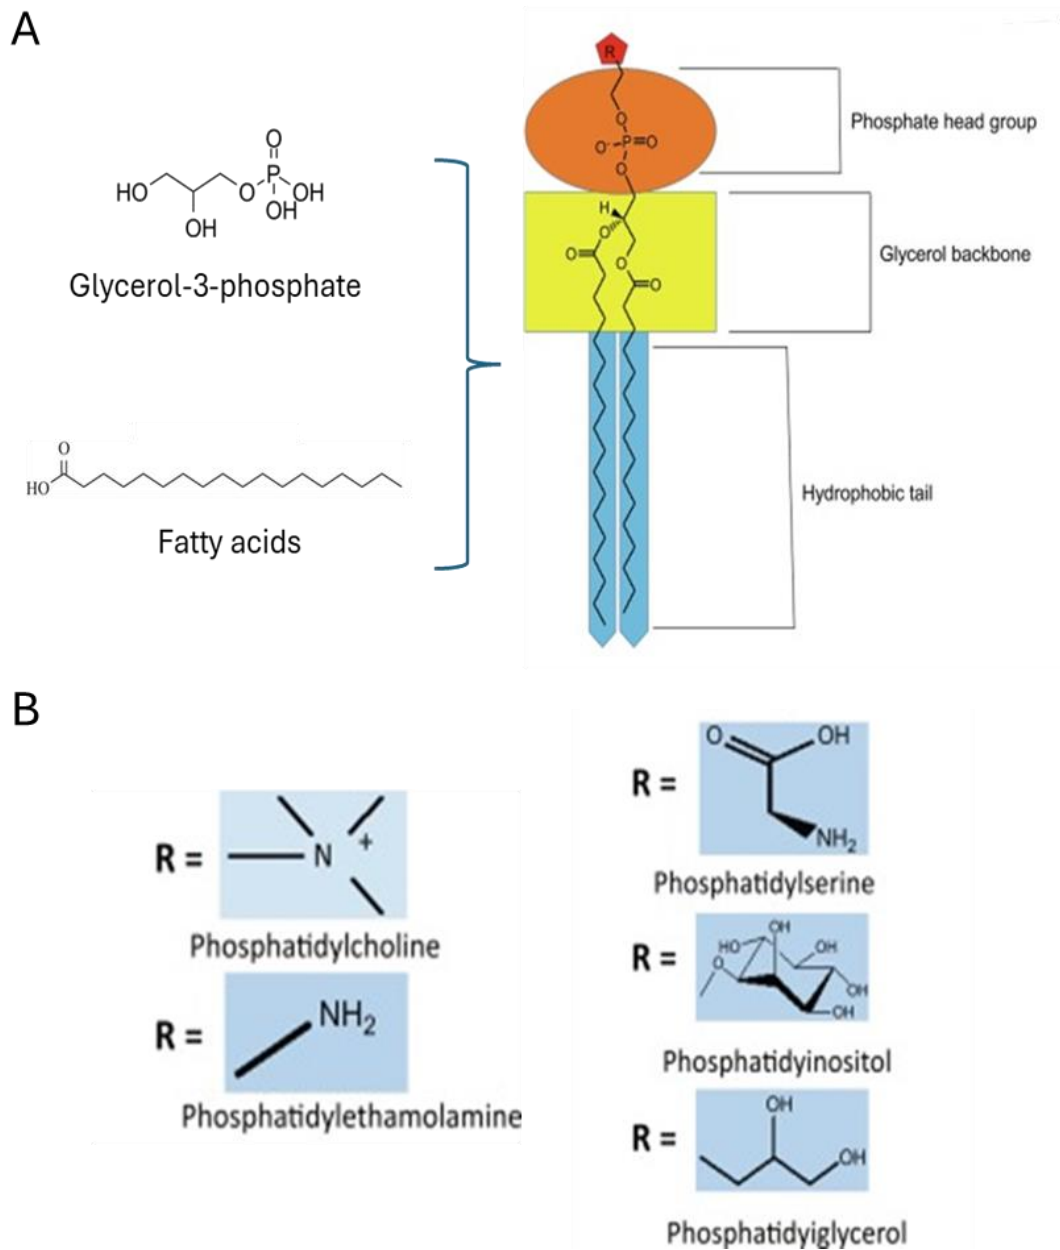 A
O
P
HO
O
OH
OH
OH
Glycerol-3-phosphate
O
HO
Fatty acids
R
O
O⁻
P
O
O
H
O
O
O
O
Phosphate head group
Glycerol backbone
Hydrophobic tail
B
R =
N
+
Phosphatidylcholine
R =
NH₂
Phosphatidylethamolamine
R =
O
OH
NH₂
Phosphatidylserine
R =
OH
HO
OH
O
OH
OH
Phosphatidyinositol
R =
OH
OH
Phosphatidyiglycerol